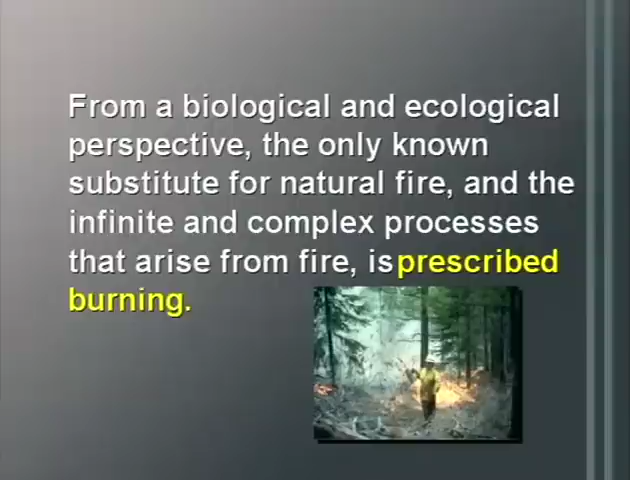 From a biological and ecological
perspective, the only known
substitute for natural fire, and the
infinite and complex processes
that arise from fire, is prescribed
burning.